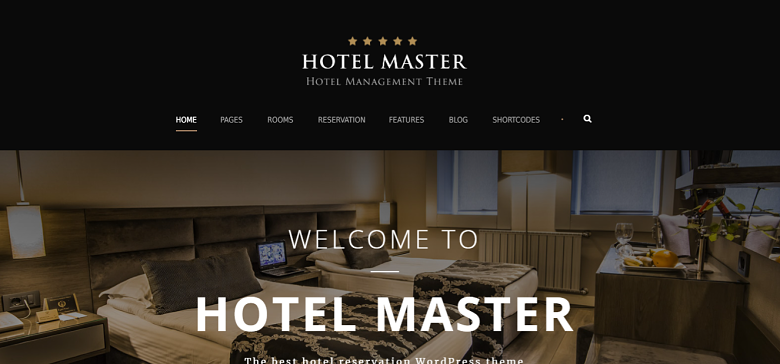 HOTEL MASTER
HOTEL MANAGEMENT THEME
HOME PAGES ROOMS RESERVATION FEATURES BLOG SHORTCODES
WELCOME TO
HOTEL MASTER
The best hotel reservation WordPress theme